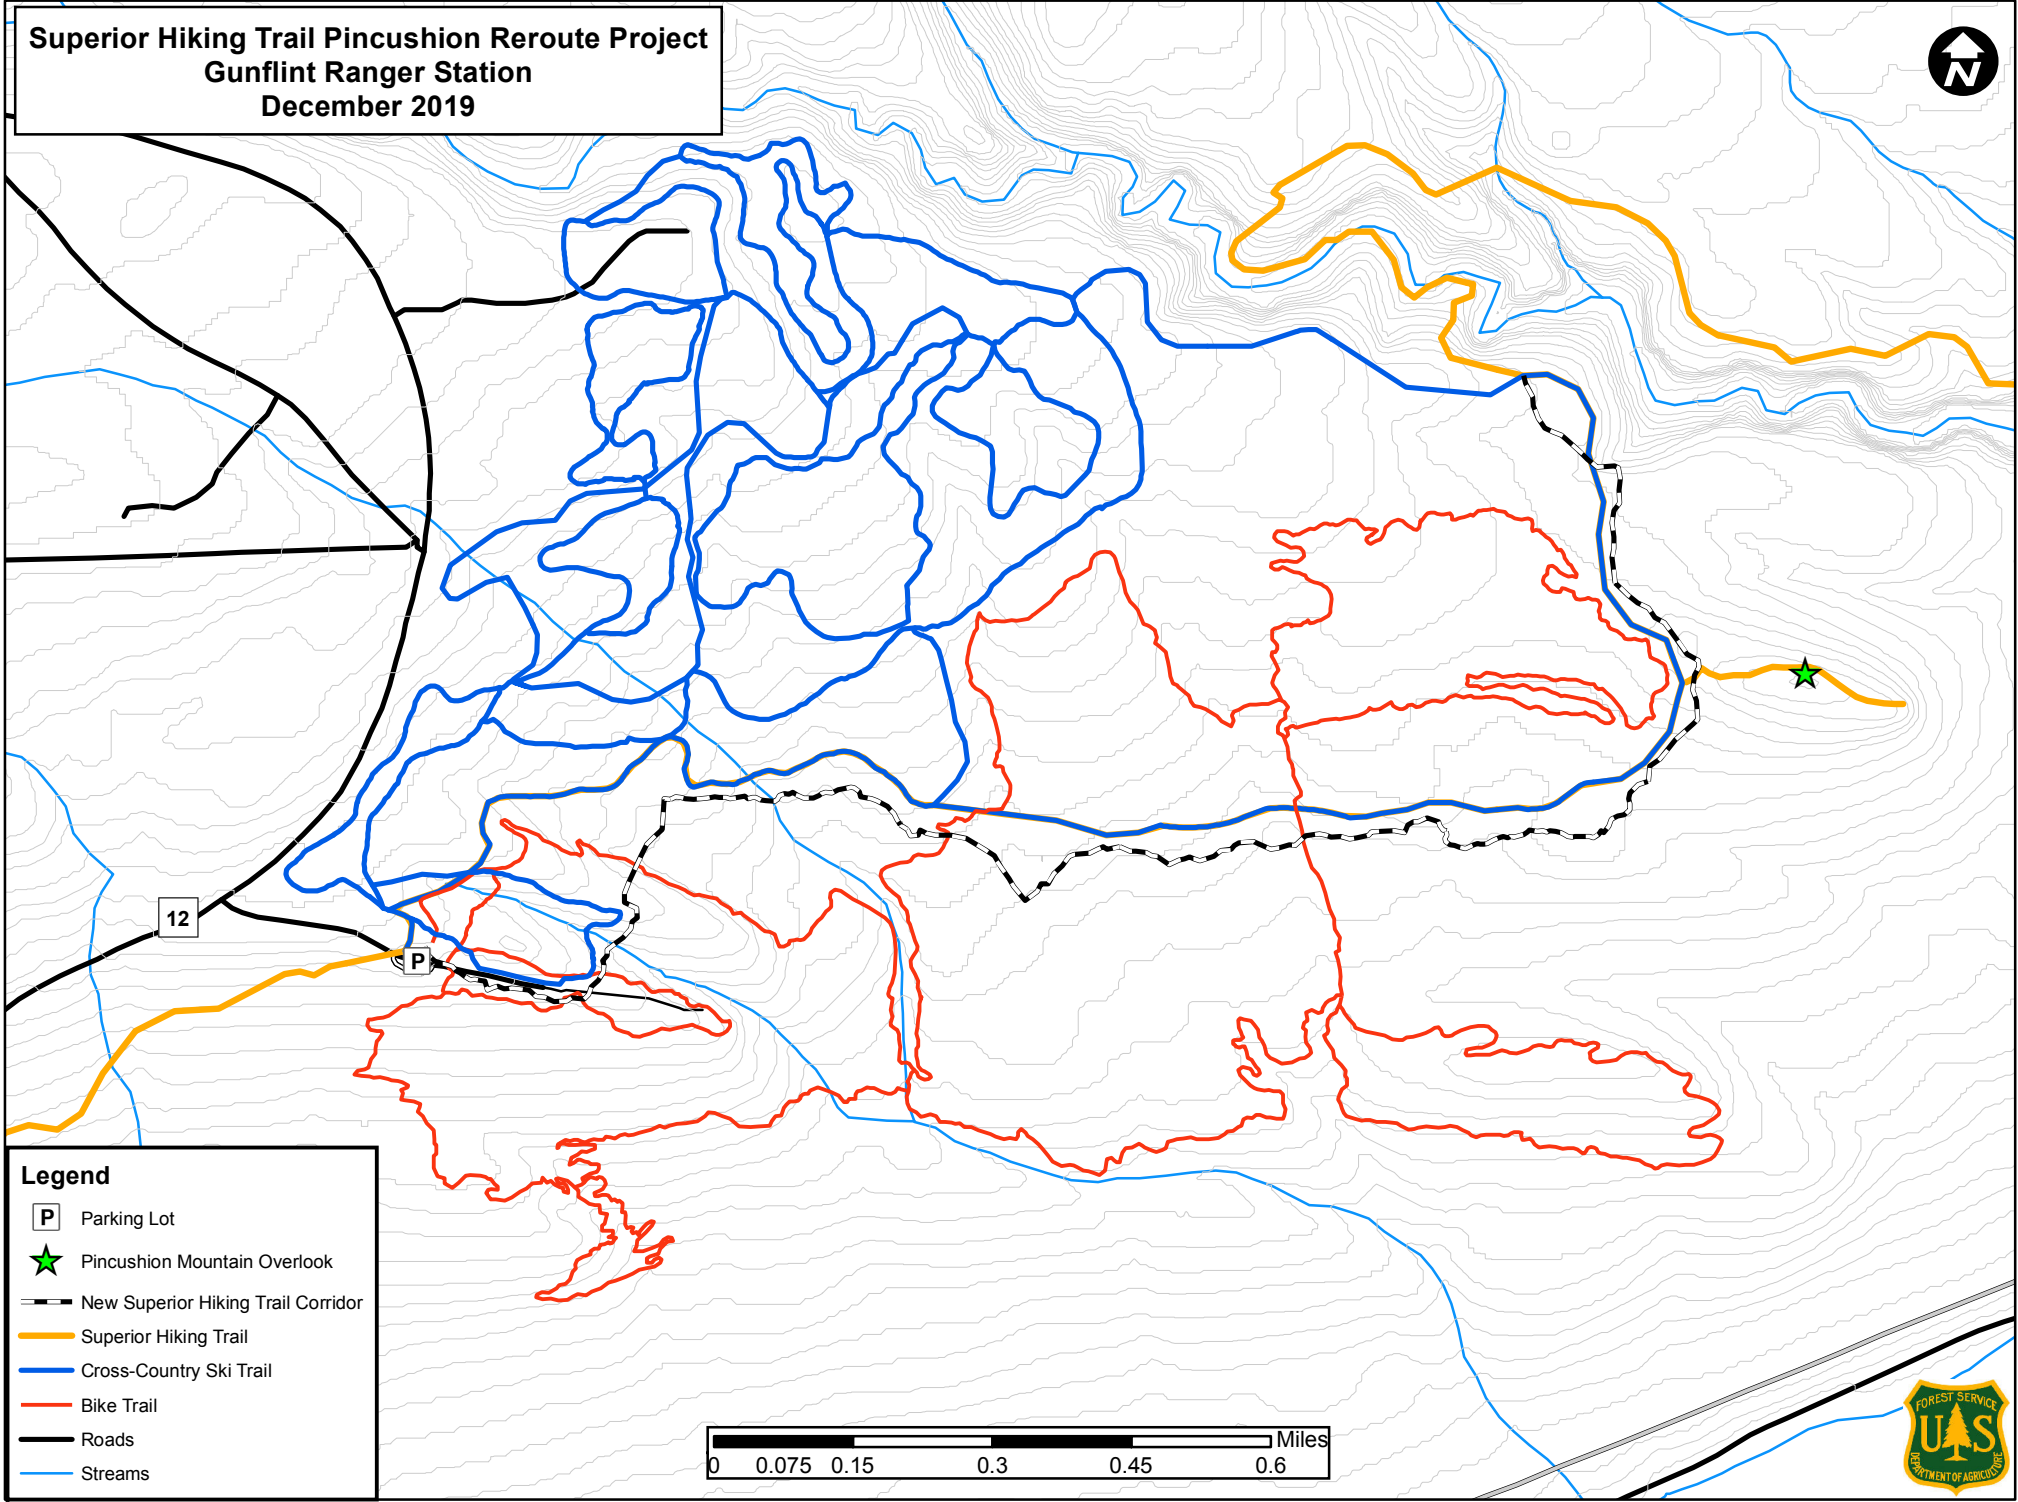 Superior Hiking Trail Pincushion Reroute Project
Gunflint Ranger Station
December 2019
N
12
P
Legend
P Parking Lot
Pincushion Mountain Overlook
New Superior Hiking Trail Corridor
Superior Hiking Trail
Cross-Country Ski Trail
Bike Trail
Roads
Streams
Miles
0 0.075 0.15 0.3 0.45 0.6
FOREST SERVICE
U S
DEPARTMENT OF AGRICULTURE